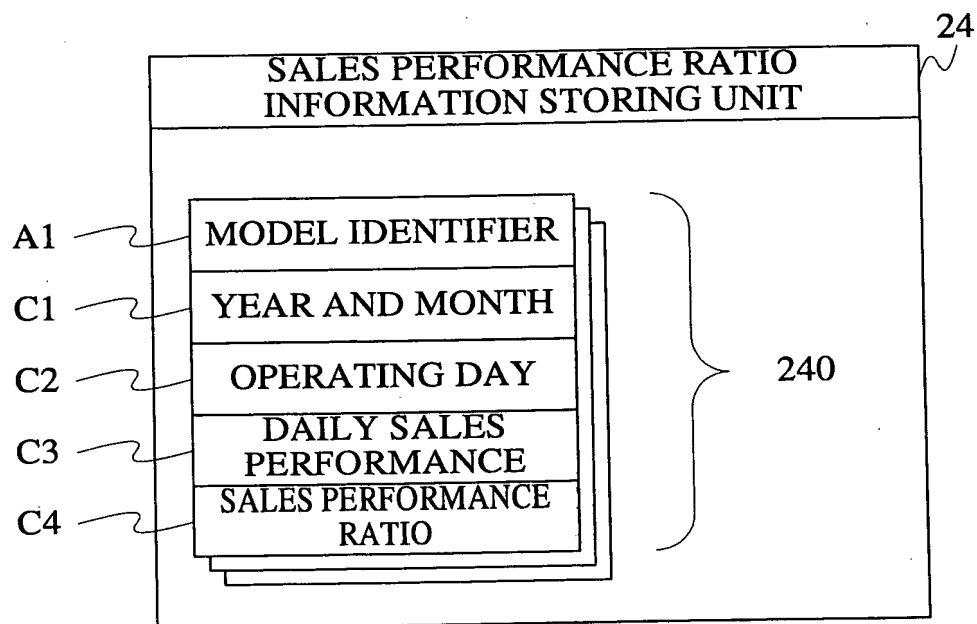 24
SALES PERFORMANCE RATIO
INFORMATION STORING UNIT
A1
MODEL IDENTIFIER
C1
YEAR AND MONTH
C2
OPERATING DAY
240
C3
DAILY SALES
PERFORMANCE
C4
SALES PERFORMANCE
RATIO